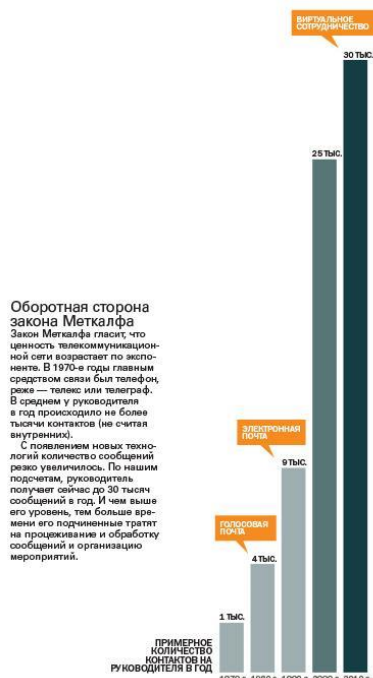 ВИРТУАЛЬНОЕ
СОТРУДНИЧЕСТВО
30 ТЫС.
25 ТЫС.
Оборотная сторона
закона Меткалфа
Закон Меткалфа гласит, что
ценность телекоммуникацион-
ной сети возрастает по экспо-
ненте. В 1970-е годы главным
средством связи был телефон,
реже — телекс или телеграф.
В среднем у руководителя
в год происходило не более
тысячи контактов (не считая
внутренних).
С появлением новых техно-
логий количество сообщений
резко увеличилось. По нашим
подсчетам, руководитель
получает сейчас до 30 тысяч
сообщений в год. И чем выше
его уровень, тем больше вре-
мени его подчиненные тратят
на процеживание и обработку
сообщений и организацию
мероприятий.
ЭЛЕКТРОННАЯ
ПОЧТА
9 ТЫС.
ГОЛОСОВАЯ
ПОЧТА
4 ТЫС.
1 ТЫС.
ПРИМЕРНОЕ
КОЛИЧЕСТВО
КОНТАКТОВ НА
РУКОВОДИТЕЛЯ В ГОД